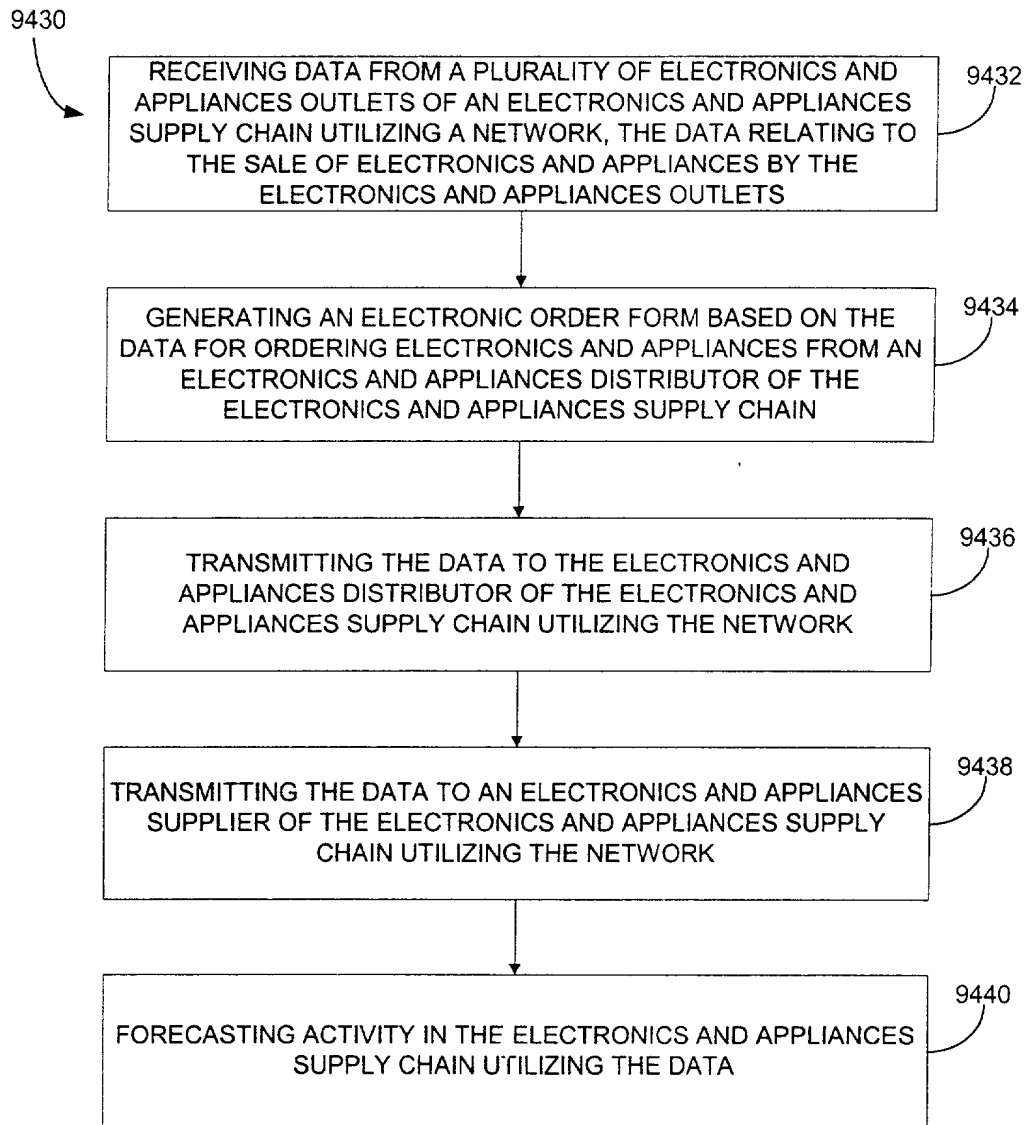 9430
RECEIVING DATA FROM A PLURALITY OF ELECTRONICS AND
APPLIANCES OUTLETS OF AN ELECTRONICS AND APPLIANCES
SUPPLY CHAIN UTILIZING A NETWORK, THE DATA RELATING TO
THE SALE OF ELECTRONICS AND APPLIANCES BY THE
ELECTRONICS AND APPLIANCES OUTLETS
9432
GENERATING AN ELECTRONIC ORDER FORM BASED ON THE
DATA FOR ORDERING ELECTRONICS AND APPLIANCES FROM AN
ELECTRONICS AND APPLIANCES DISTRIBUTOR OF THE
ELECTRONICS AND APPLIANCES SUPPLY CHAIN
9434
TRANSMITTING THE DATA TO THE ELECTRONICS AND
APPLIANCES DISTRIBUTOR OF THE ELECTRONICS AND
APPLIANCES SUPPLY CHAIN UTILIZING THE NETWORK
9436
TRANSMITTING THE DATA TO AN ELECTRONICS AND APPLIANCES
SUPPLIER OF THE ELECTRONICS AND APPLIANCES SUPPLY
CHAIN UTILIZING THE NETWORK
9438
FORECASTING ACTIVITY IN THE ELECTRONICS AND APPLIANCES
SUPPLY CHAIN UTILIZING THE DATA
9440